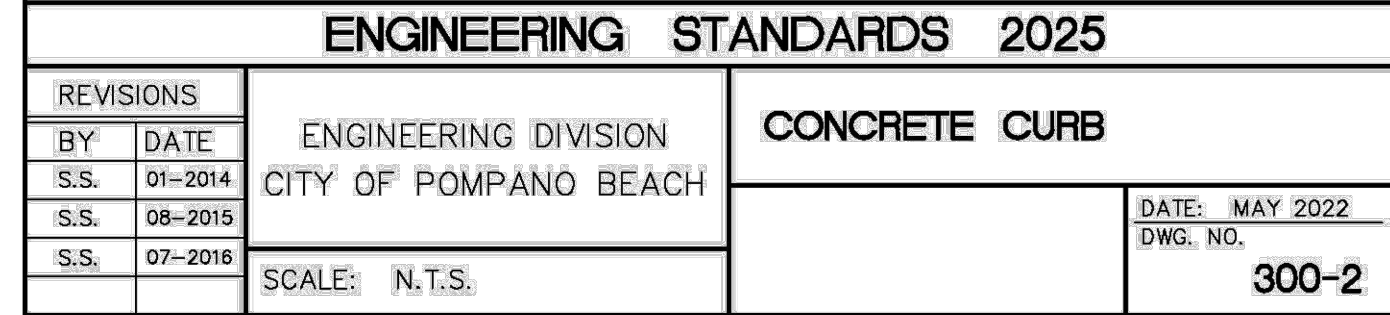 ENGINEERING STANDARDS 2025
REVISIONS
BY DATE
S.S. 01-2014
S.S. 08-2015
S.S. 07-2016
ENGINEERING DIVISION
CITY OF POMPANO BEACH
SCALE: N.T.S.
CONCRETE CURB
DATE: MAY 2022
DWG. NO.
300-2